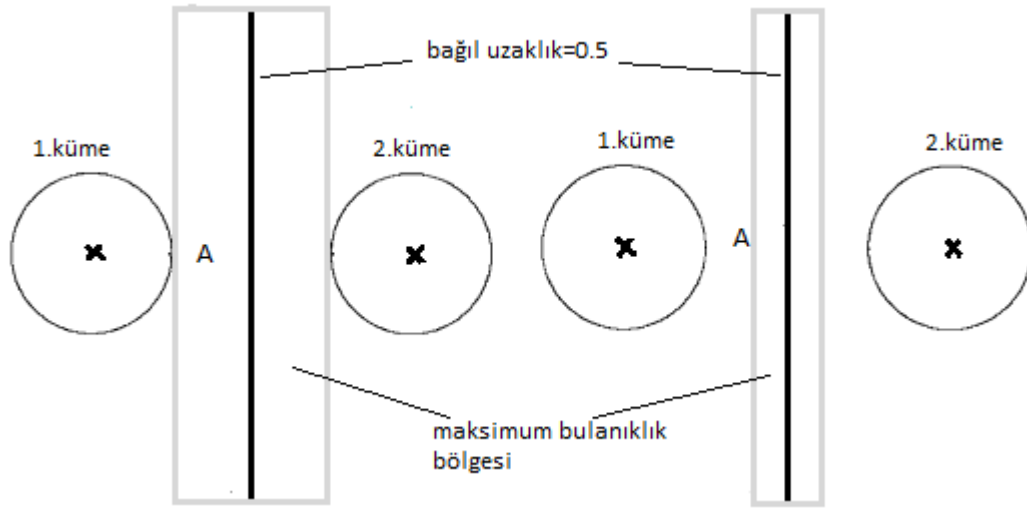 bağıl uzaklık=0.5
1.küme
2.küme
1.küme
2.küme
A
A
maksimum bulanıklık
bölgesi